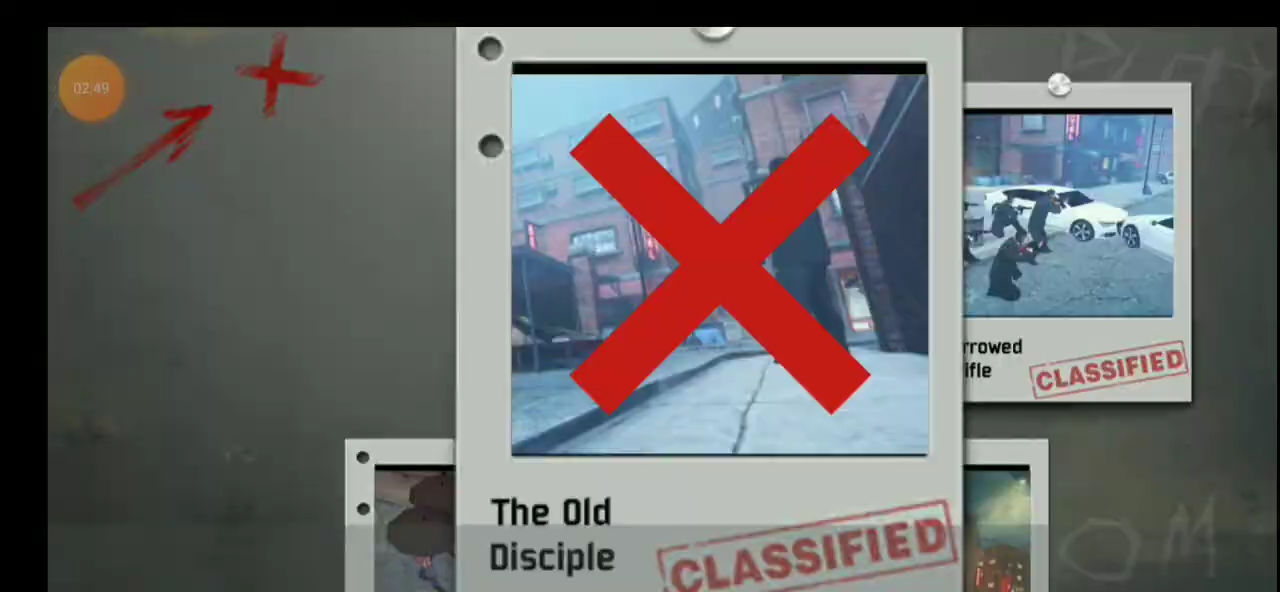 02:49
The Old
Disciple
CLASSIFIED
rrowed
ifle
CLASSIFIED